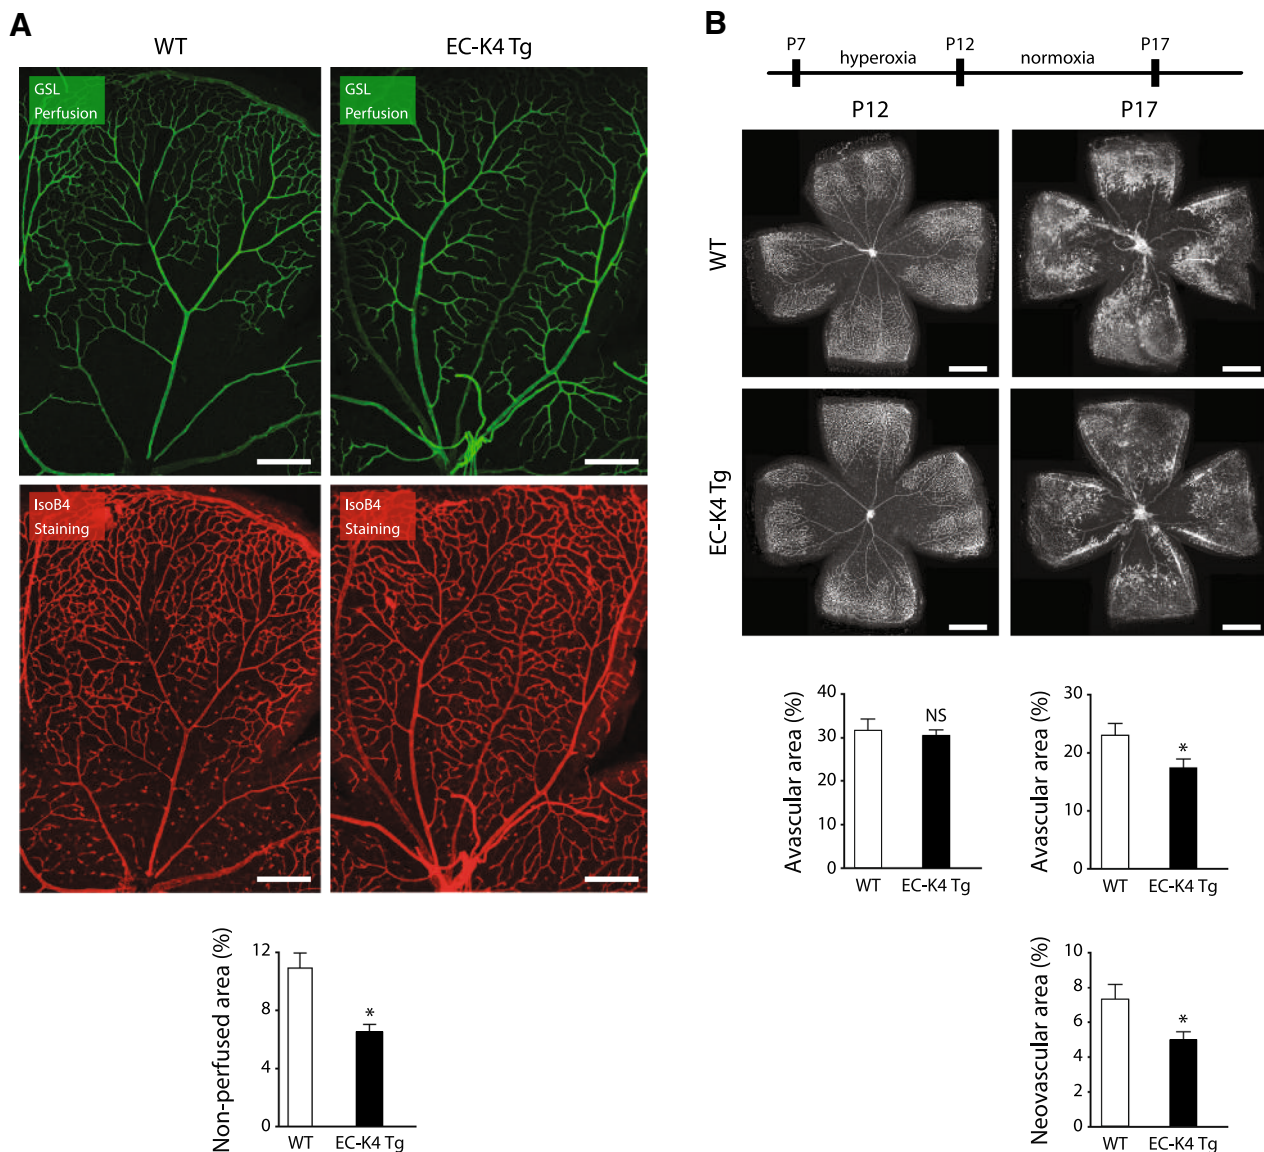 A
WT
EC-K4 Tg
GSL
Perfusion
GSL
Perfusion
IsoB4
Staining
IsoB4
Staining
Non-perfused area (%)
12
8
4
0
*
WT
EC-K4 Tg
B
P7
hyperoxia
P12
normoxia
P17
P12
P17
WT
EC-K4 Tg
Avascular area (%)
40
30
20
10
0
NS
WT
EC-K4 Tg
Avascular area (%)
30
20
10
0
*
WT
EC-K4 Tg
Neovascular area (%)
10
8
6
4
2
0
*
WT
EC-K4 Tg